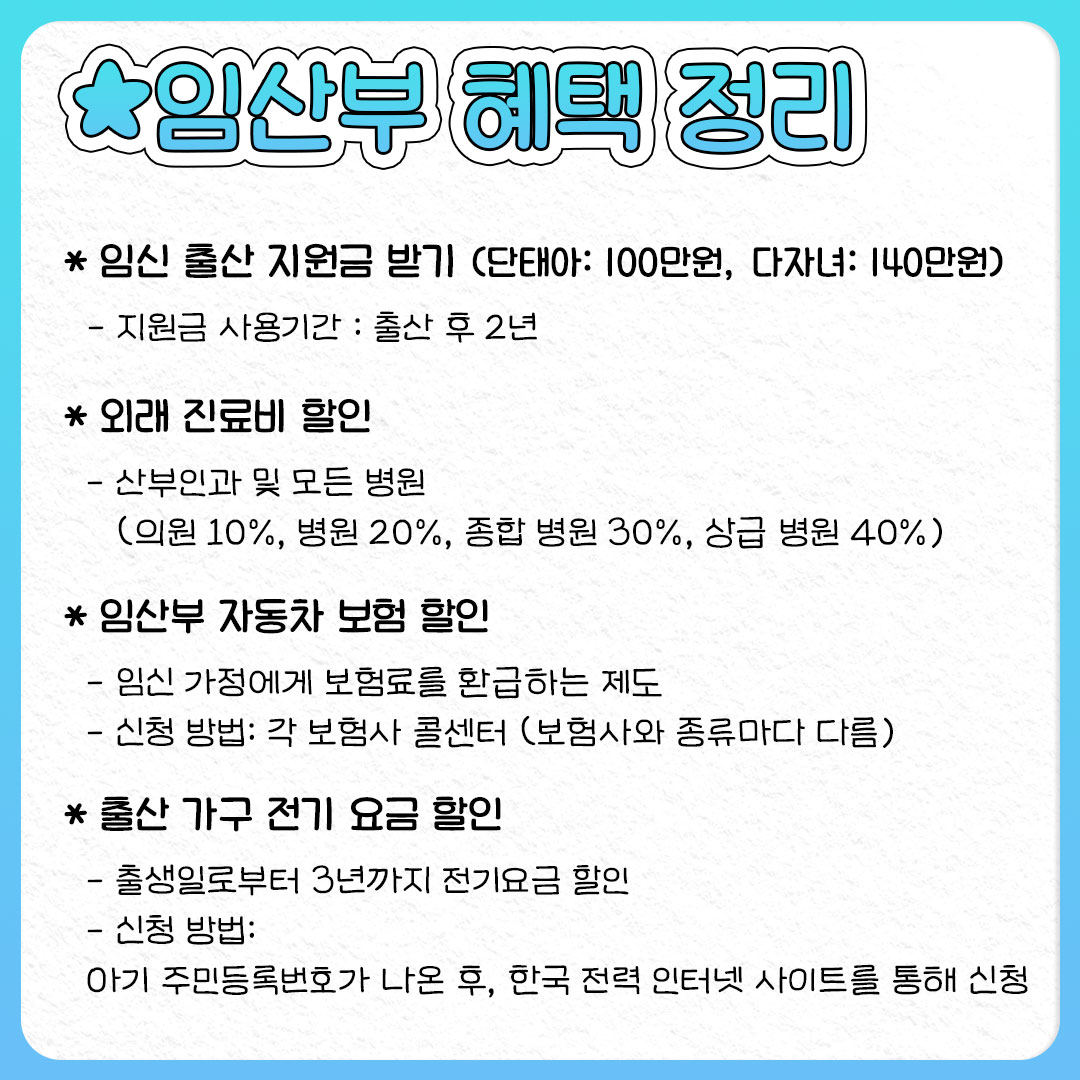 ★임산부 혜택 정리
* 임신 출산 지원금 받기 (단태아: 100만원, 다자녀: 140만원)
- 지원금 사용기간 : 출산 후 2년
* 외래 진료비 할인
- 산부인과 및 모든 병원
(의원 10%, 병원 20%, 종합 병원 30%, 상급 병원 40%)
* 임산부 자동차 보험 할인
- 임신 가정에게 보험료를 환급하는 제도
- 신청 방법: 각 보험사 콜센터 (보험사와 종류마다 다름)
* 출산 가구 전기 요금 할인
- 출생일로부터 3년까지 전기요금 할인
- 신청 방법:
아기 주민등록번호가 나온 후, 한국 전력 인터넷 사이트를 통해 신청